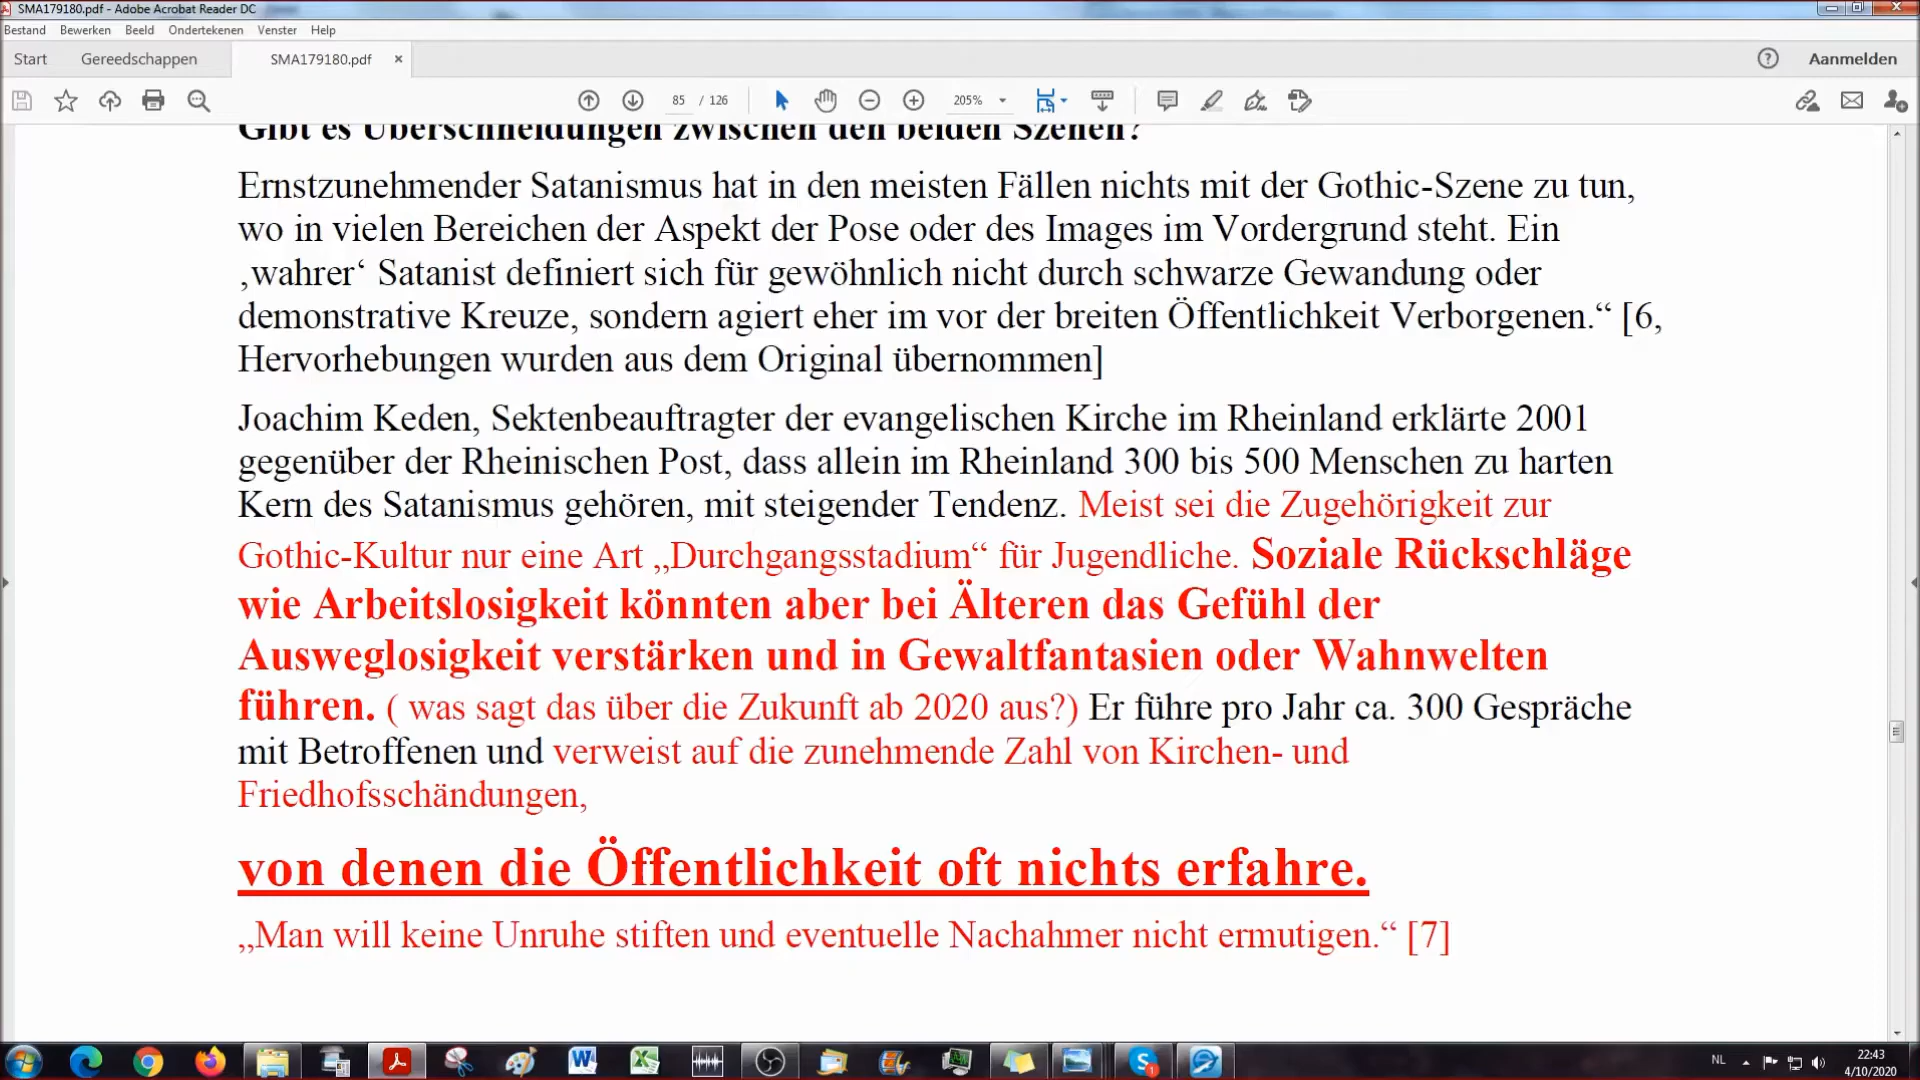 SMA179180.pdf - Adobe Acrobat Reader DC
Bestand Bewerken Beeld Ondertekenen Venster Help
Start Gereedschappen SMA179180.pdf × Aanmelden
85 / 126 205%
Gibt es Überschneidungen zwischen den beiden Szenen?
Ernstzunehmender Satanismus hat in den meisten Fällen nichts mit der Gothic-Szene zu tun,
wo in vielen Bereichen der Aspekt der Pose oder des Images im Vordergrund steht. Ein
‚wahrer‘ Satanist definiert sich für gewöhnlich nicht durch schwarze Gewandung oder
demonstrative Kreuze, sondern agiert eher im vor der breiten Öffentlichkeit Verborgenen.“ [6,
Hervorhebungen wurden aus dem Original übernommen]
Joachim Keden, Sektenbeauftragter der evangelischen Kirche im Rheinland erklärte 2001
gegenüber der Rheinischen Post, dass allein im Rheinland 300 bis 500 Menschen zu harten
Kern des Satanismus gehören, mit steigender Tendenz. Meist sei die Zugehörigkeit zur
Gothic-Kultur nur eine Art „Durchgangsstadium“ für Jugendliche. Soziale Rückschläge
wie Arbeitslosigkeit könnten aber bei Älteren das Gefühl der
Ausweglosigkeit verstärken und in Gewaltfantasien oder Wahnwelten
führen. ( was sagt das über die Zukunft ab 2020 aus?) Er führe pro Jahr ca. 300 Gespräche
mit Betroffenen und verweist auf die zunehmende Zahl von Kirchen- und
Friedhofsschändungen,
von denen die Öffentlichkeit oft nichts erfahre.
„Man will keine Unruhe stiften und eventuelle Nachahmer nicht ermutigen.“ [7]
NL 22:43
4/10/2020